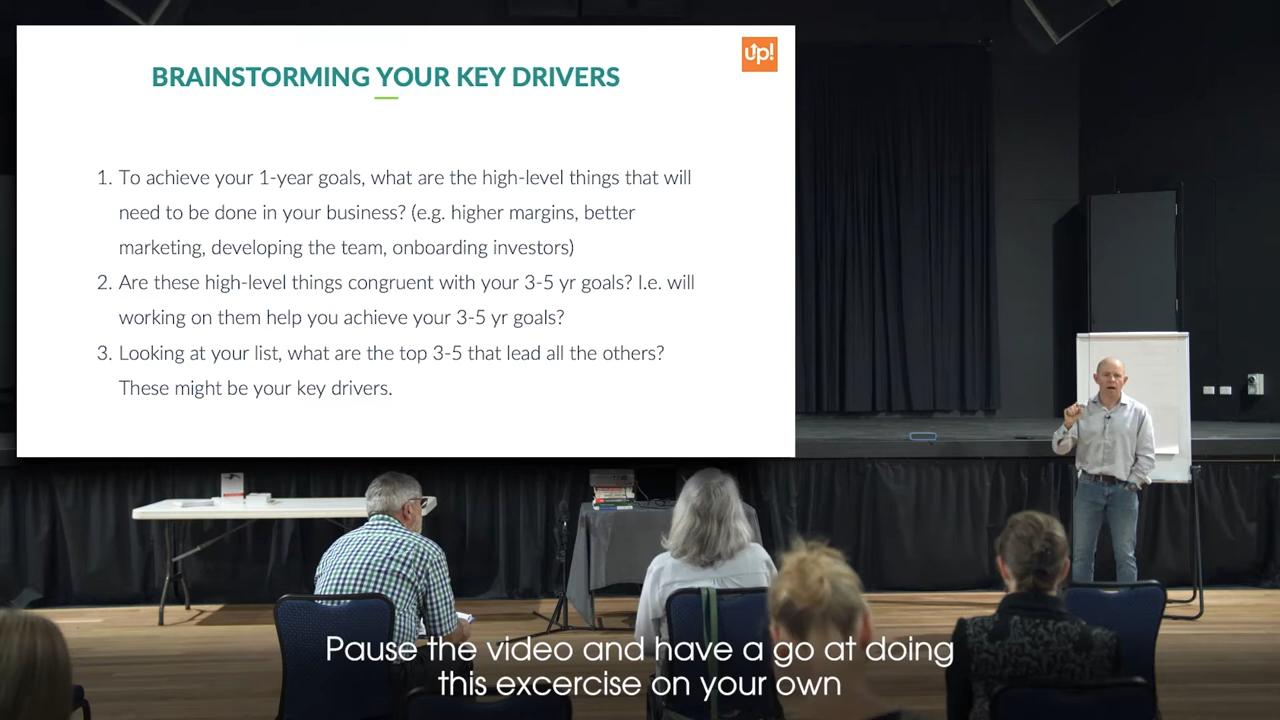 up!
BRAINSTORMING YOUR KEY DRIVERS
1. To achieve your 1-year goals, what are the high-level things that will
need to be done in your business? (e.g. higher margins, better
marketing, developing the team, onboarding investors)
2. Are these high-level things congruent with your 3-5 yr goals? I.e. will
working on them help you achieve your 3-5 yr goals?
3. Looking at your list, what are the top 3-5 that lead all the others?
These might be your key drivers.
Pause the video and have a go at doing
this excercise on your own